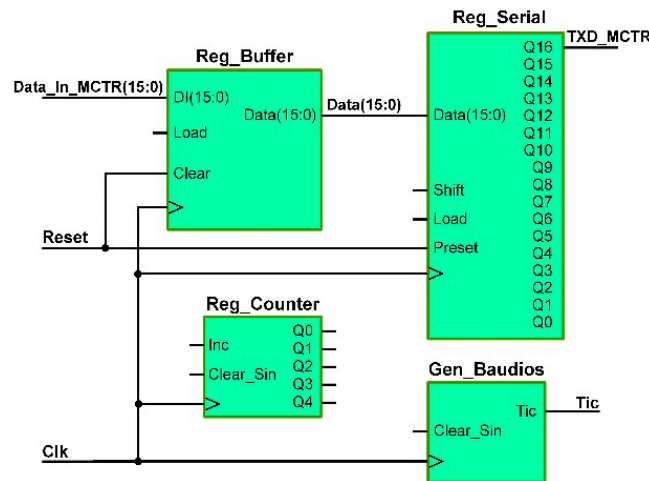 Reg_Serial
Q16
TXD_MCTR
Q15
Q14
Q13
Q12
Q11
Q10
Q9
Q8
Q7
Q6
Q5
Q4
Q3
Q2
Q1
Q0
Data(15:0)
Shift
Load
Preset
Reg_Buffer
Data_In_MCTR(15:0)
DI(15:0)
Data(15:0)
Data(15:0)
Load
Clear
Reset
Reg_Counter
Inc
Clear_Sin
Q0
Q1
Q2
Q3
Q4
Gen_Baudios
Tic
Tic
Clear_Sin
Clk